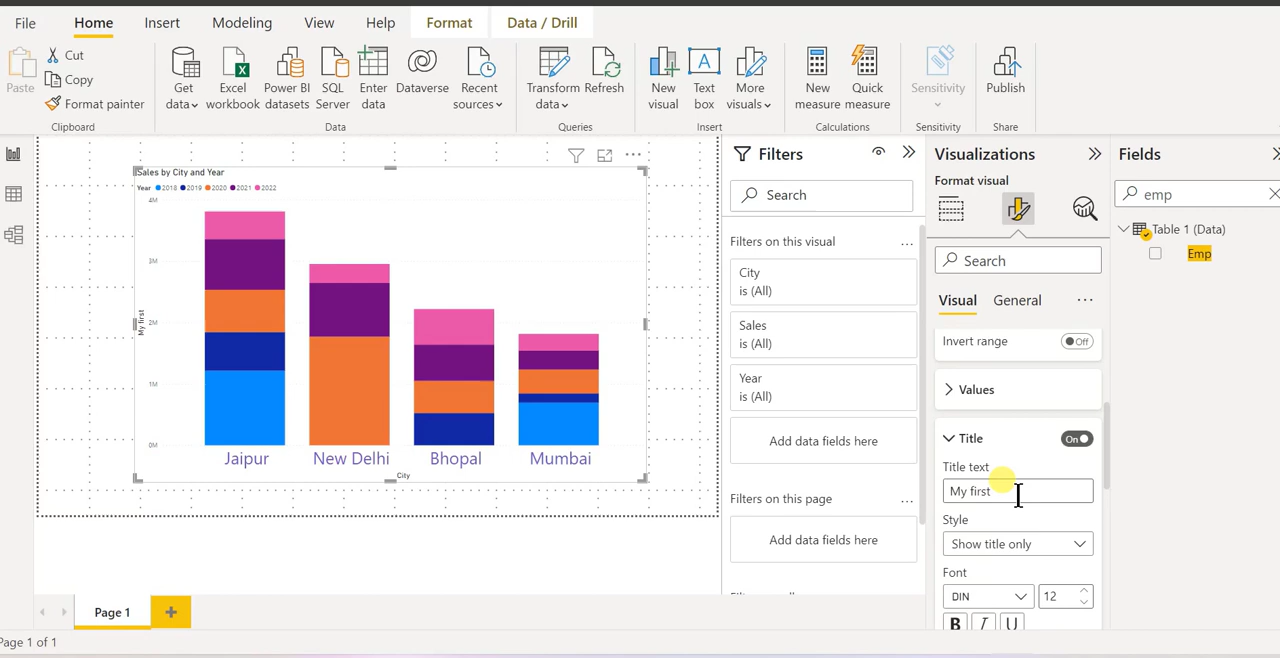 File Home Insert Modeling View Help Format Data / Drill
Paste Cut Copy Format painter
Get data Excel workbook Power BI datasets SQL Server Enter data Dataverse Recent sources
Transform data Refresh New visual Text box More visuals New measure Quick measure Sensitivity Publish
Clipboard Data Queries Insert Calculations Sensitivity Share
Sales by City and Year
Year 2018 2019 2020 2021 2022
4M
3M
2M
1M
0M
My first
Jaipur New Delhi Bhopal Mumbai
City
Filters
Search
Filters on this visual ...
City
is (All)
Sales
is (All)
Year
is (All)
Add data fields here
Filters on this page ...
Add data fields here
Visualizations
Format visual
Search
Visual General ...
Invert range Off
Values
Title On
Title text
My first
Style
Show title only
Font
DIN 12
B I U
Fields
emp
Table 1 (Data)
Emp
Page 1
Page 1 of 1